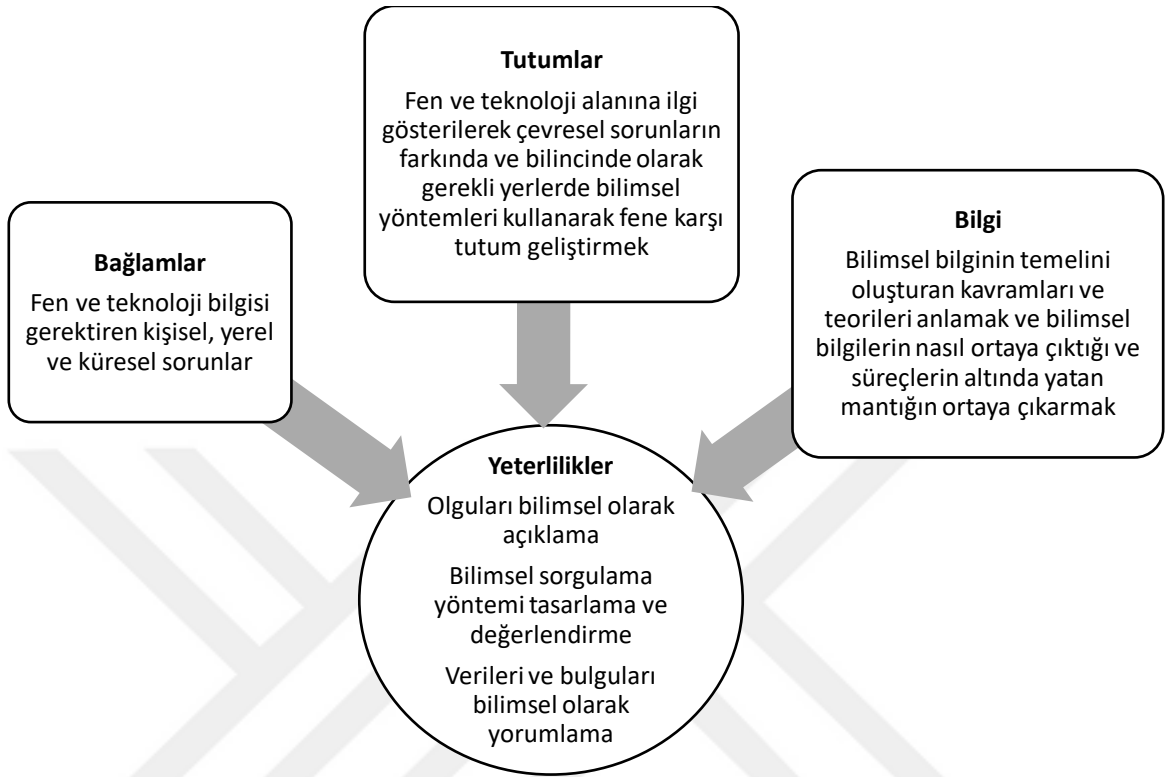 Tutumlar
Fen ve teknoloji alanına ilgi
gösterilerek çevresel sorunların
farkında ve bilincinde olarak
gerekli yerlerde bilimsel
yöntemleri kullanarak fene karşı
tutum geliştirmek
Bağlamlar
Fen ve teknoloji bilgisi
gerektiren kişisel, yerel
ve küresel sorunlar
Bilgi
Bilimsel bilginin temelini
oluşturan kavramları ve
teorileri anlamak ve bilimsel
bilgilerin nasıl ortaya çıktığı ve
süreçlerin altında yatan
mantığın ortaya çıkarmak
Yeterlilikler
Olguları bilimsel olarak
açıklama
Bilimsel sorgulama
yöntemi tasarlama ve
değerlendirme
Verileri ve bulguları
bilimsel olarak
yorumlama